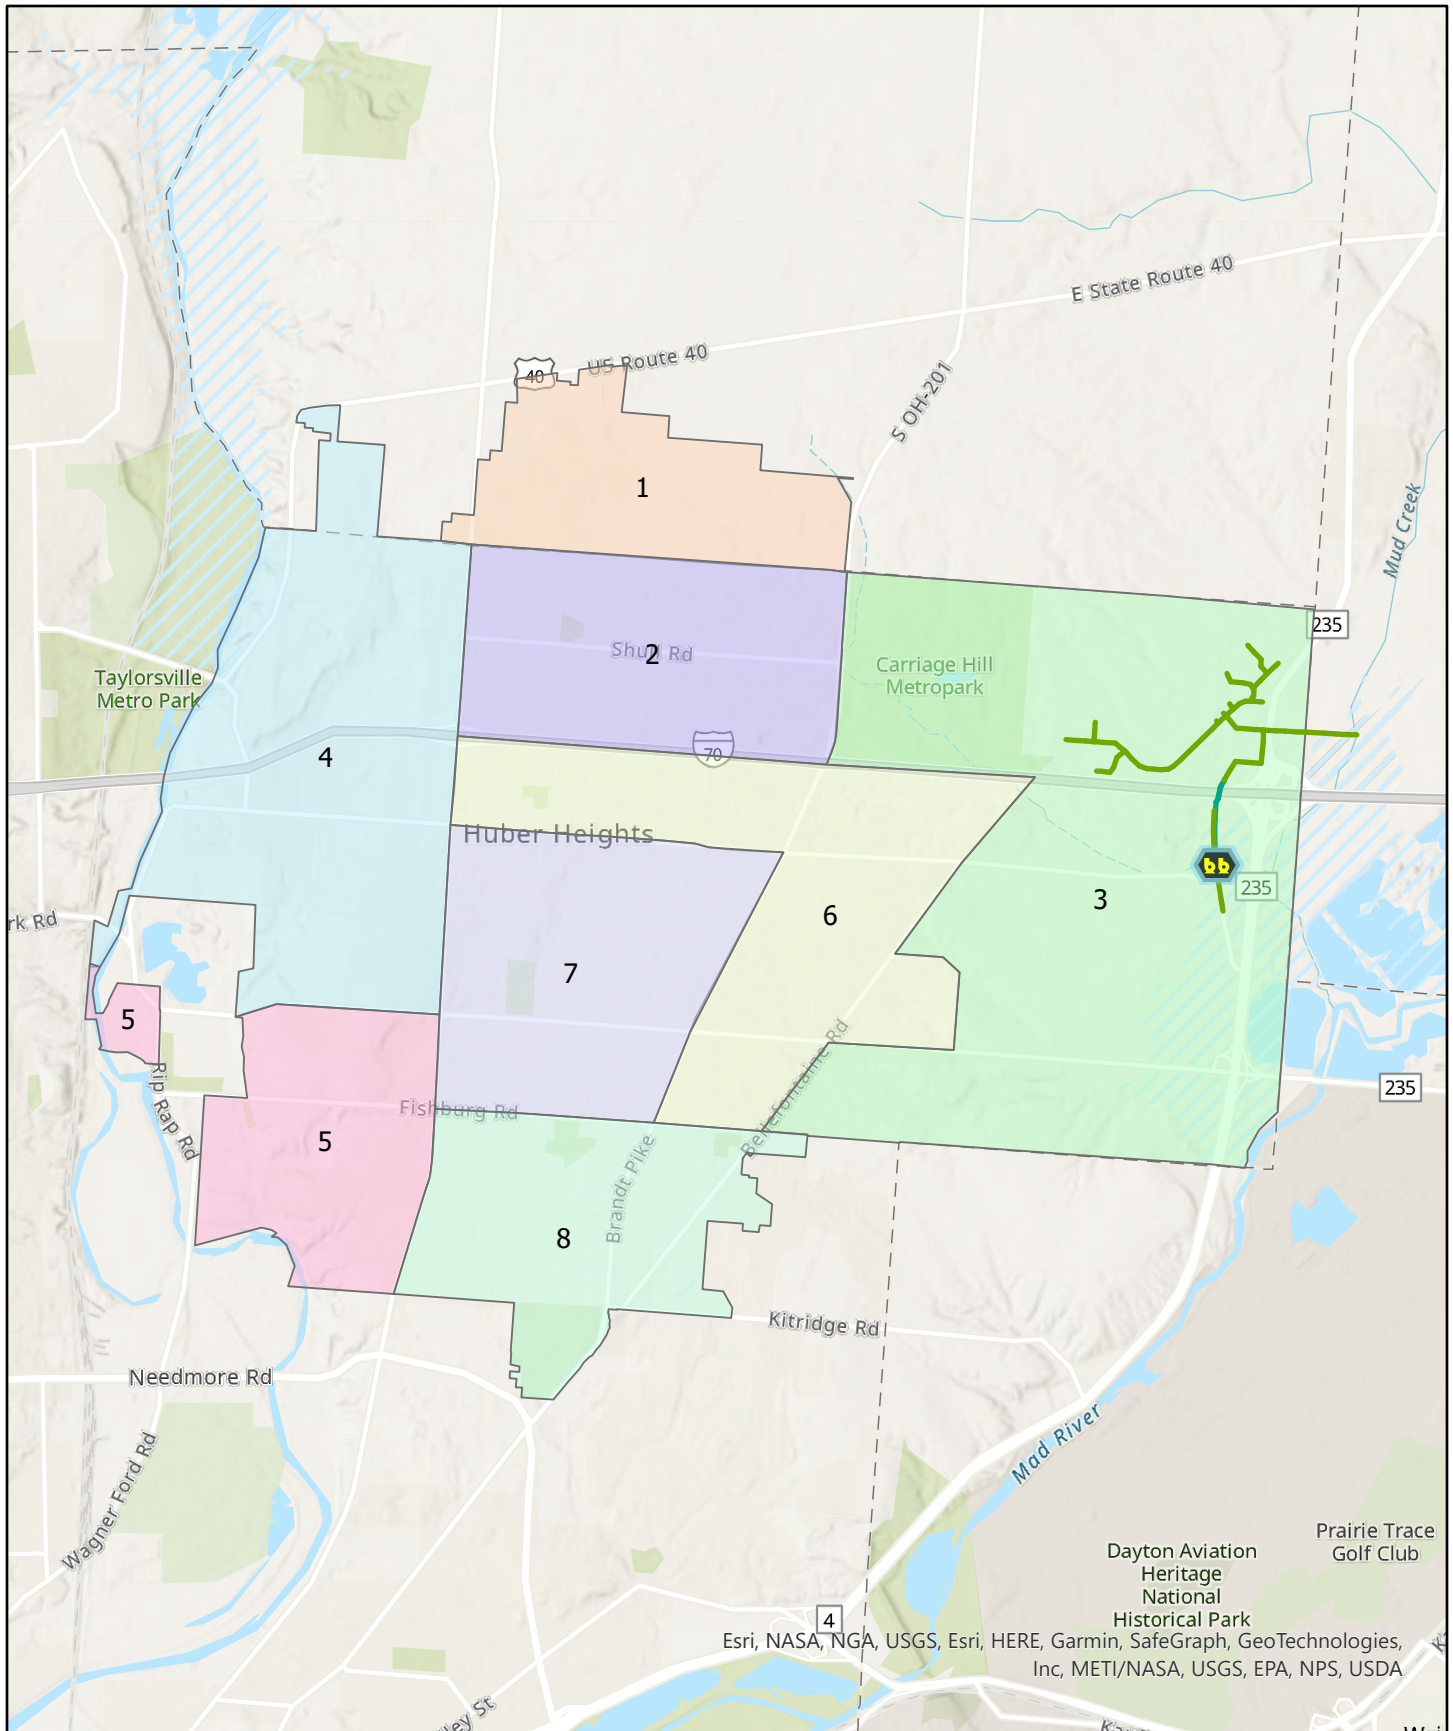 E State Route 40
US Route 40
40
S OH-201
1
Mud Creek
235
Shull Rd
2
Carriage Hill
Metropark
Taylorsville
Metro Park
70
4
Huber Heights
235
3
6
rk Rd
7
5
Rip Rap Rd
235
Bellefontaine Rd
Fishburg Rd
5
Brandt Pike
8
Kitridge Rd
Needmore Rd
Mad River
Wagner Ford Rd
Prairie Trace
Golf Club
Dayton Aviation
Heritage
National
Historical Park
4
Esri, NASA, NGA, USGS, Esri, HERE, Garmin, SafeGraph, GeoTechnologies,
Inc, METI/NASA, USGS, EPA, NPS, USDA
ley St